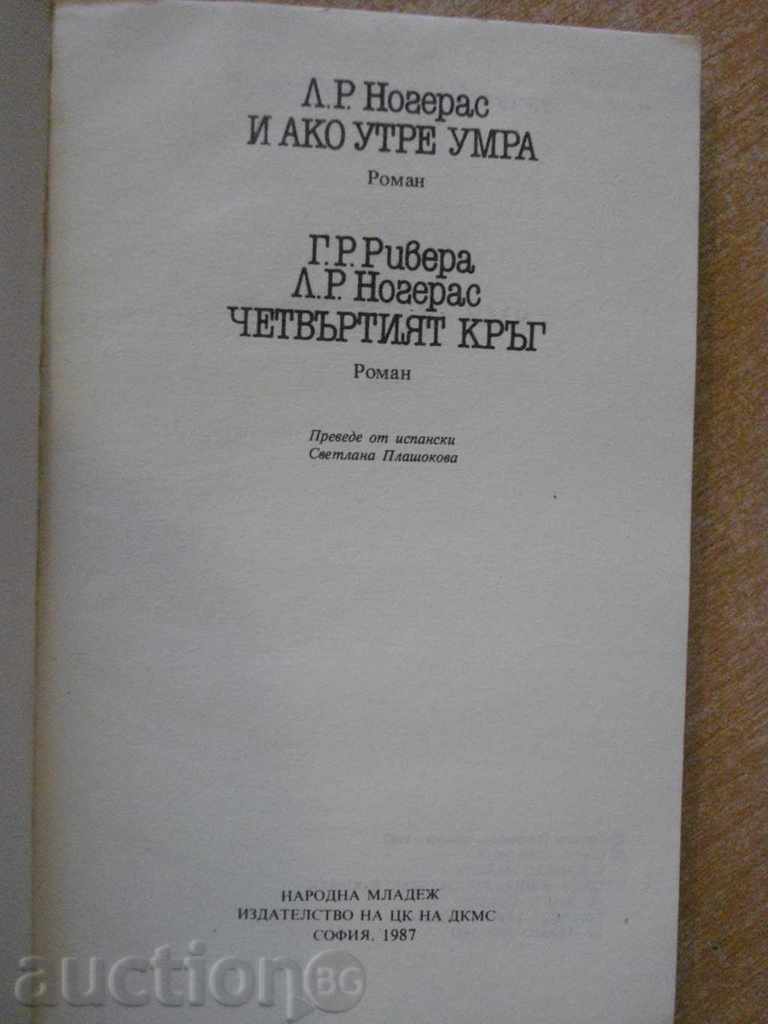 Л.Р. Ногерас
И АКО УТРЕ УМРА
Роман
Г.Р. Ривера
Л.Р. Ногерас
ЧЕТВЪРТИЯТ КРЪГ
Роман
Преведе от испански
Светлана Плашокова
НАРОДНА МЛАДЕЖ
ИЗДАТЕЛСТВО НА ЦК НА ДКМС
СОФИЯ, 1987
auction BG